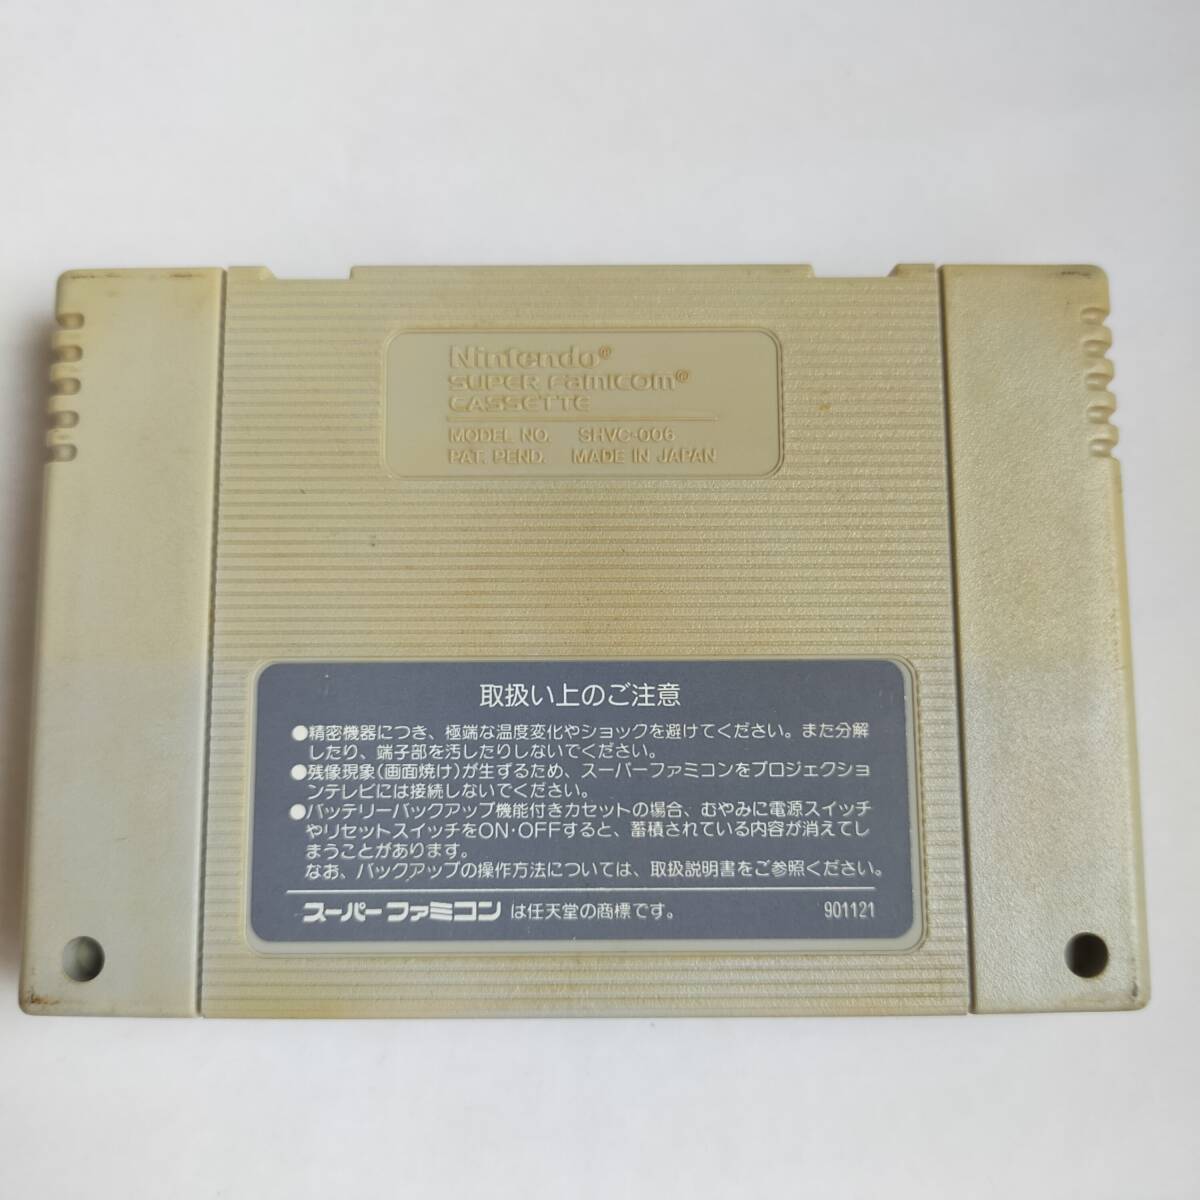 Nintendo®
SUPER FAMICOM®
CASSETTE
MODEL NO. SHVC-006
PAT. PEND. MADE IN JAPAN
取扱い上のご注意
●精密機器につき、極端な温度変化やショックを避けてください。また分解
したり、端子部を汚したりしないでください。
●残像現象(画面焼け)が生ずるため、スーパーファミコンをプロジェクショ
ンテレビには接続しないでください。
●バッテリーバックアップ機能付きカセットの場合、むやみに電源スイッチ
やリセットスイッチをON・OFFすると、蓄積されている内容が消えてし
まうことがあります。
なお、バックアップの操作方法については、取扱説明書をご参照ください。
スーパーファミコン は任天堂の商標です。 901121